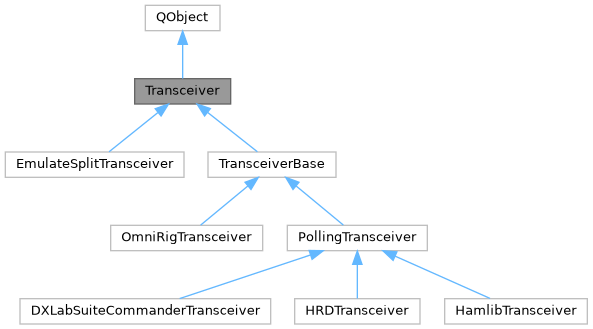 QObject
Transceiver
EmulateSplitTransceiver
TransceiverBase
OmniRigTransceiver
PollingTransceiver
DXLabSuiteCommanderTransceiver
HRDTransceiver
HamlibTransceiver